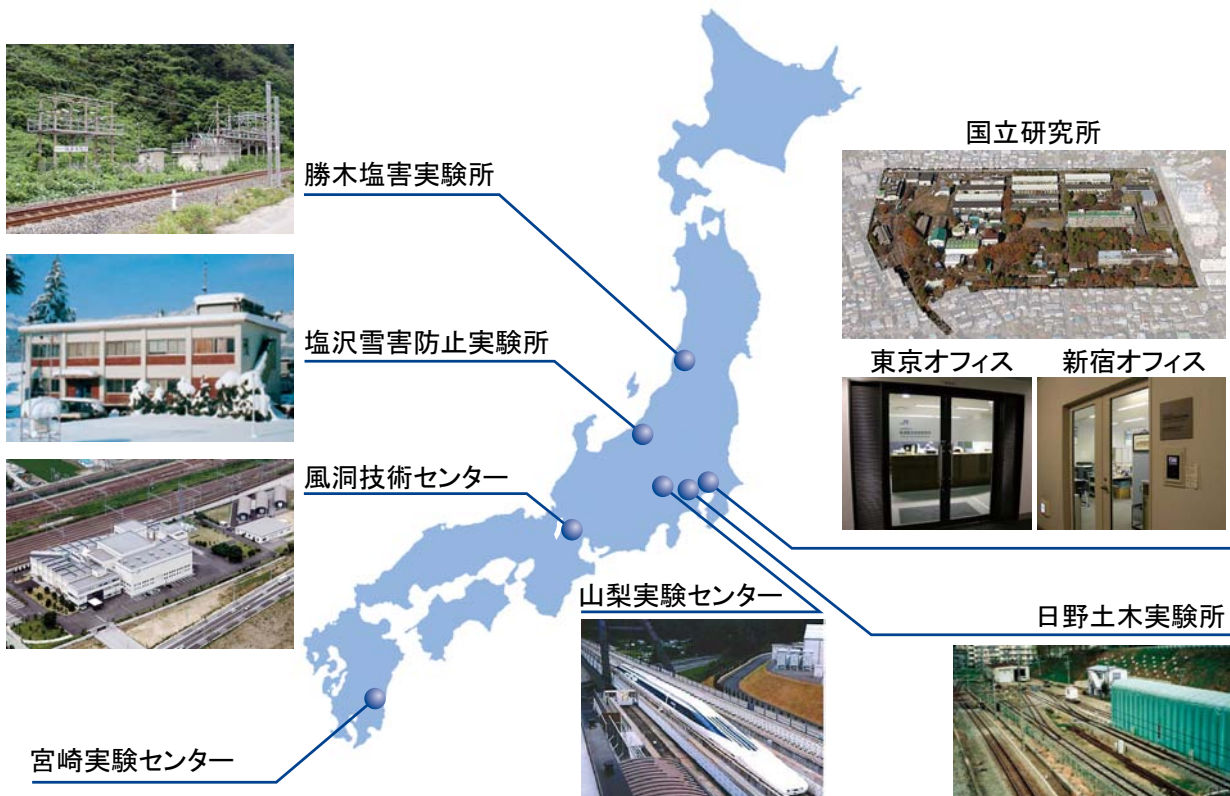 国立研究所
勝木塩害実験所
塩沢雪害防止実験所
東京オフィス
新宿オフィス
風洞技術センター
山梨実験センター
日野土木実験所
宮崎実験センター